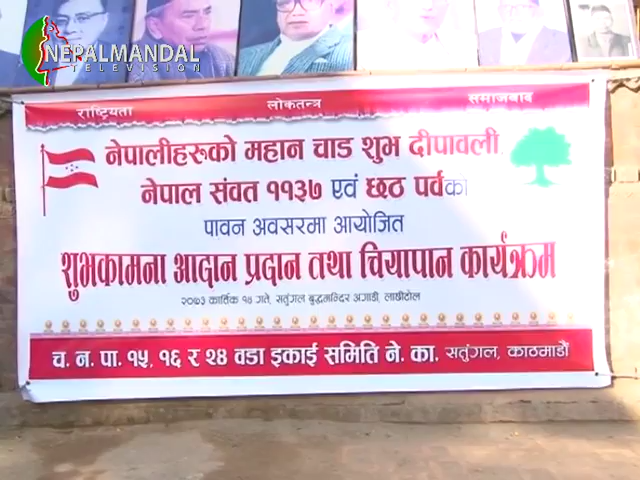 NEPALMANDAL
TELEVISION
राष्ट्रियता लोकतन्त्र समाजबाद
नेपालीहरुको महान चाड शुभ दीपावली
नेपाल संवत ११३७ एवं छठ पर्वका
पावन अवसरमा आयोजित
शुभकामना आदान प्रदान तथा चियापान कार्यक्रम
२०७३ कार्तिक १५ गते, सतुंगल बुद्धमन्दिर अगाडी, लाछीटोल
च. न. पा. १५, १६ र २४ वडा इकाई समिति ने. का. सतुंगल, काठमाडौं